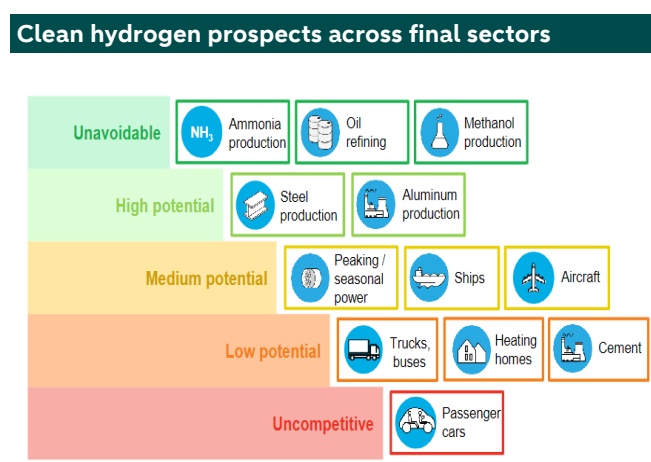 Clean hydrogen prospects across final sectors
Unavoidable
NH3
Ammonia
production
Oil
refining
Methanol
production
High potential
Steel
production
Aluminum
production
Medium potential
Peaking /
seasonal
power
Ships
Aircraft
Low potential
Trucks,
buses
Heating
homes
Cement
Uncompetitive
Passenger
cars